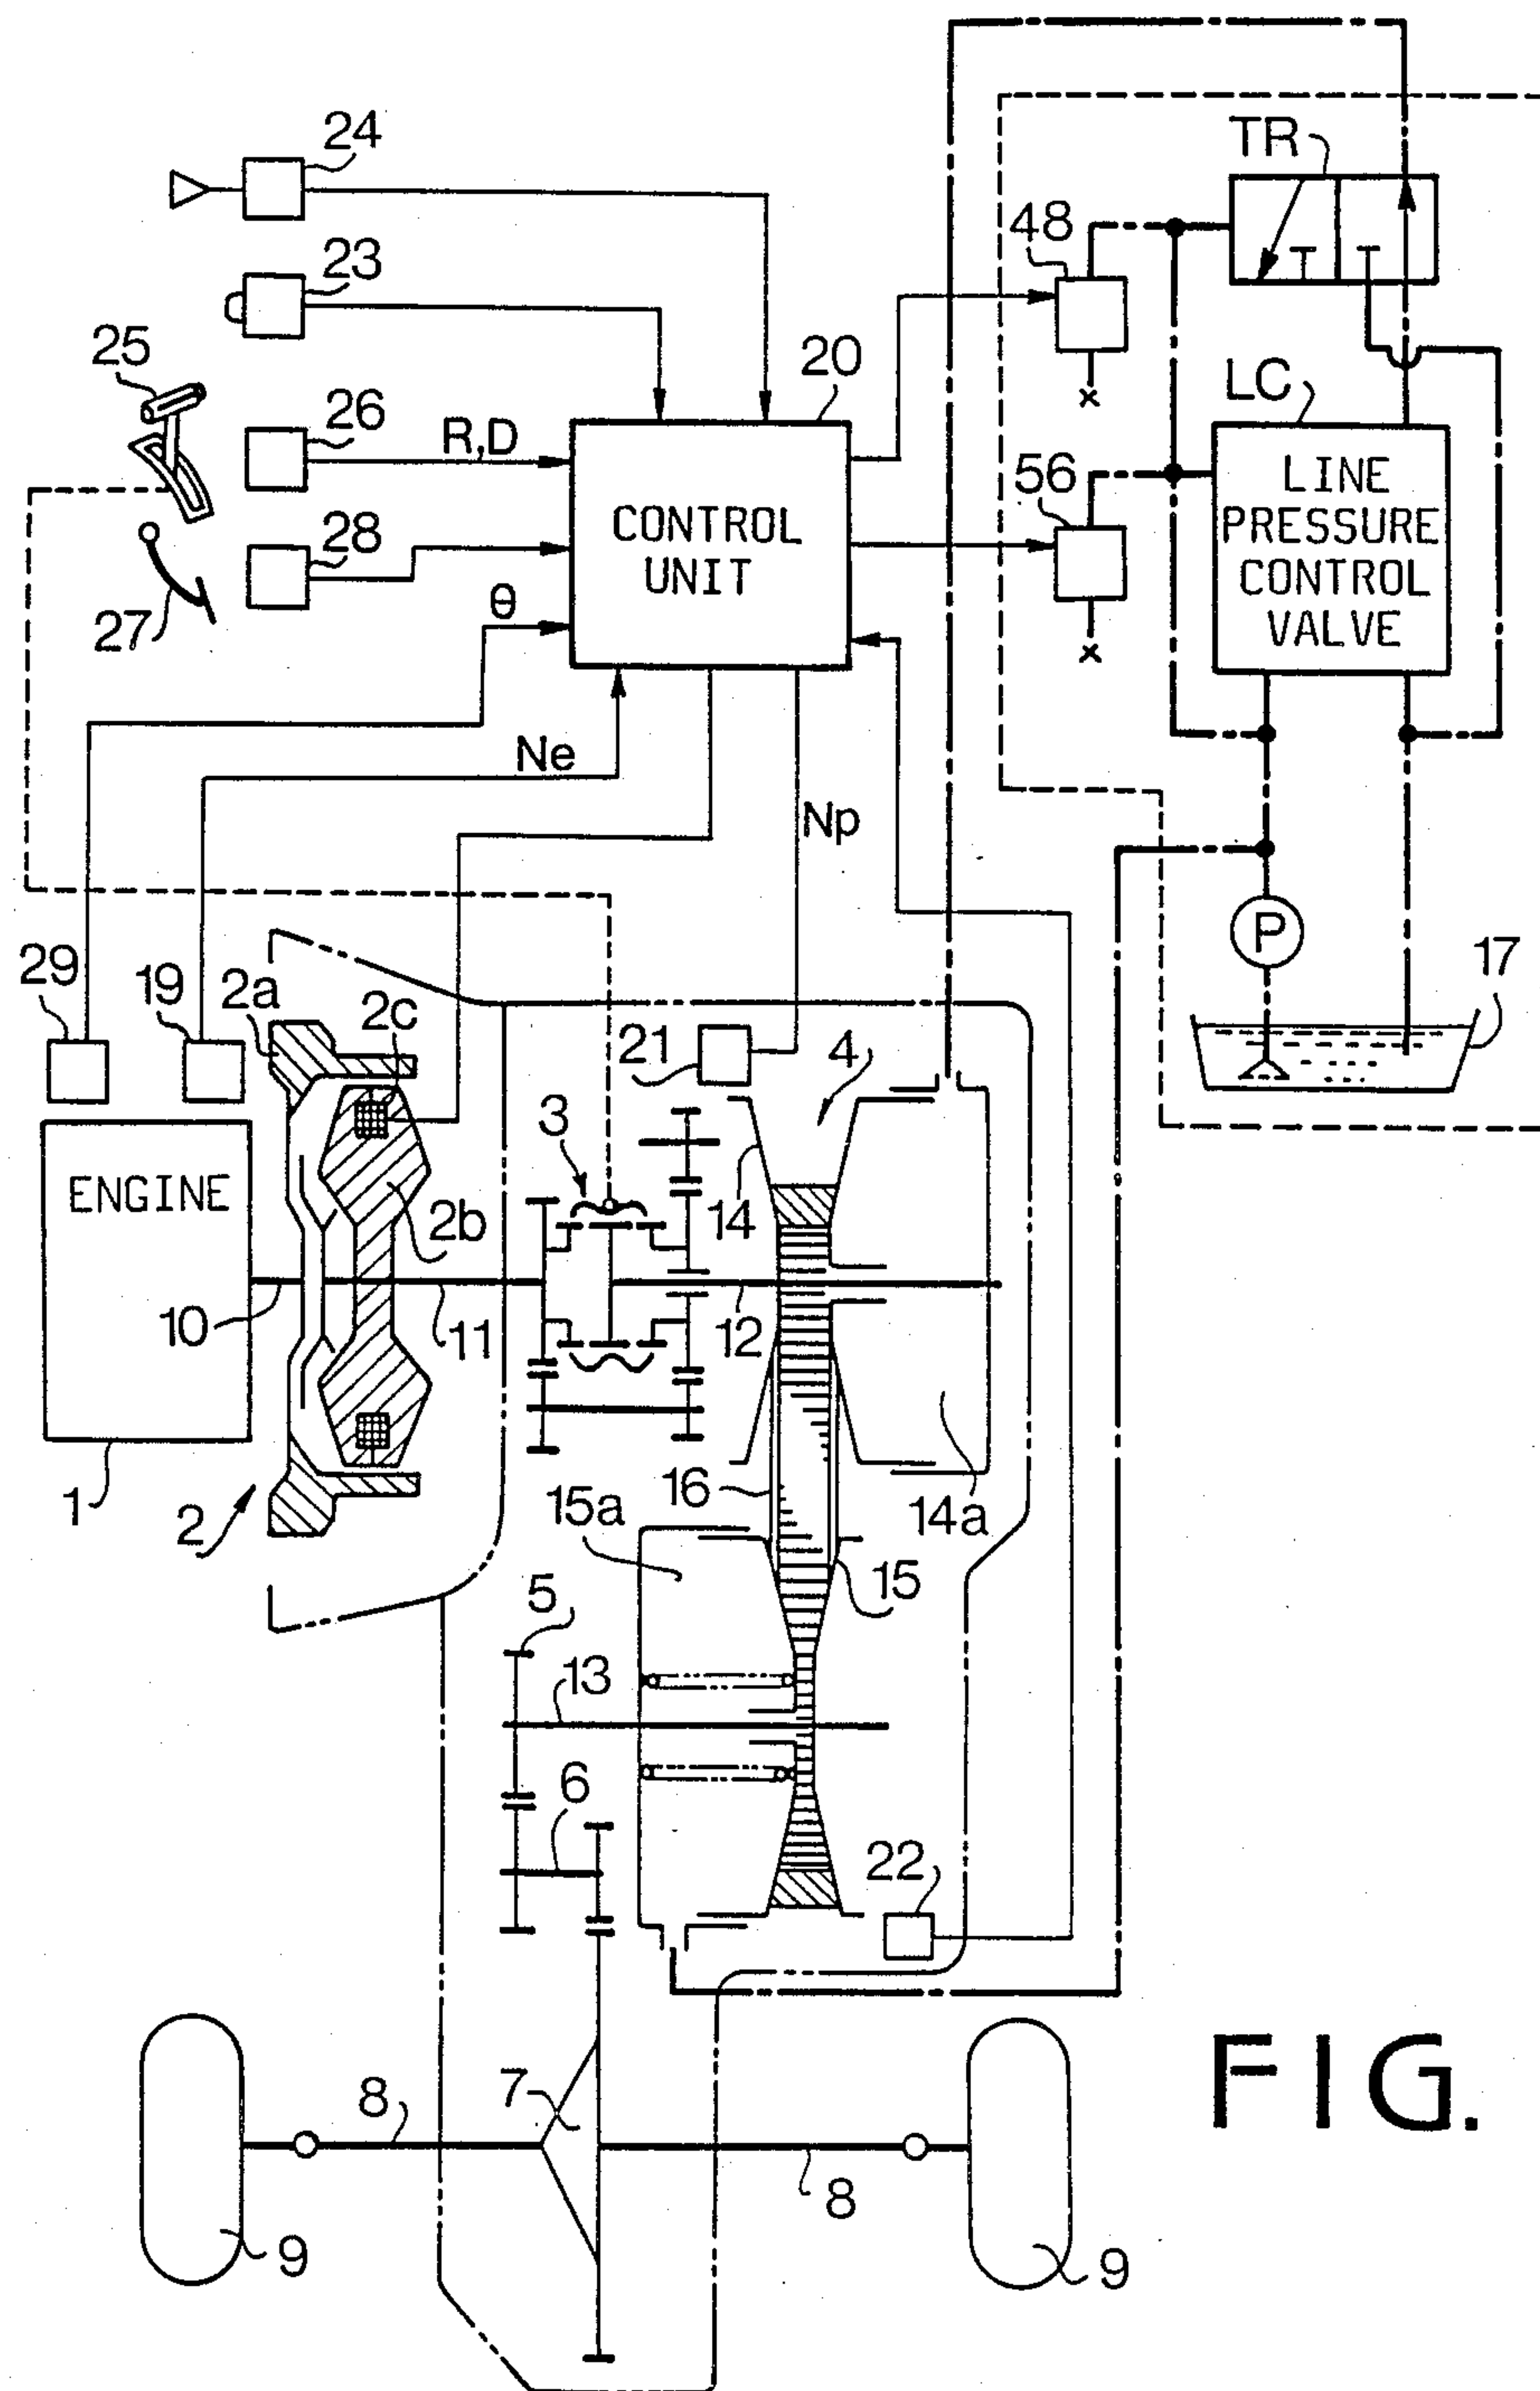 24
TR
23
48
25
20
26
R,D
LC
56
LINE
PRESSURE
CONTROL
VALVE
CONTROL
UNIT
28
θ
27
Ne
Np
P
29
19
2a
2c
17
21
4
3
ENGINE
14
2b
10
11
12
16
15a
14a
1
2
5
15
13
6
22
7
8
8
9
9
FIG.